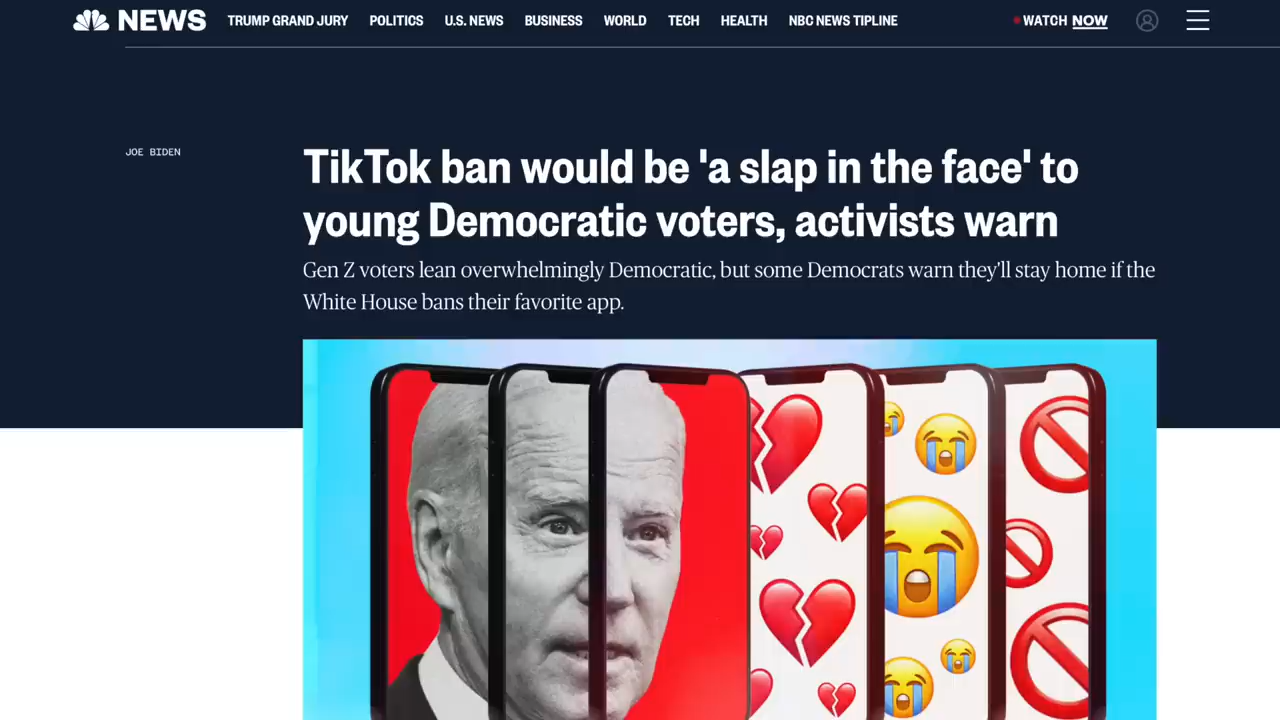 NEWS TRUMP GRAND JURY POLITICS U.S. NEWS BUSINESS WORLD TECH HEALTH NBC NEWS TIPLINE WATCH NOW
JOE BIDEN
TikTok ban would be 'a slap in the face' to
young Democratic voters, activists warn
Gen Z voters lean overwhelmingly Democratic, but some Democrats warn they’ll stay home if the
White House bans their favorite app.